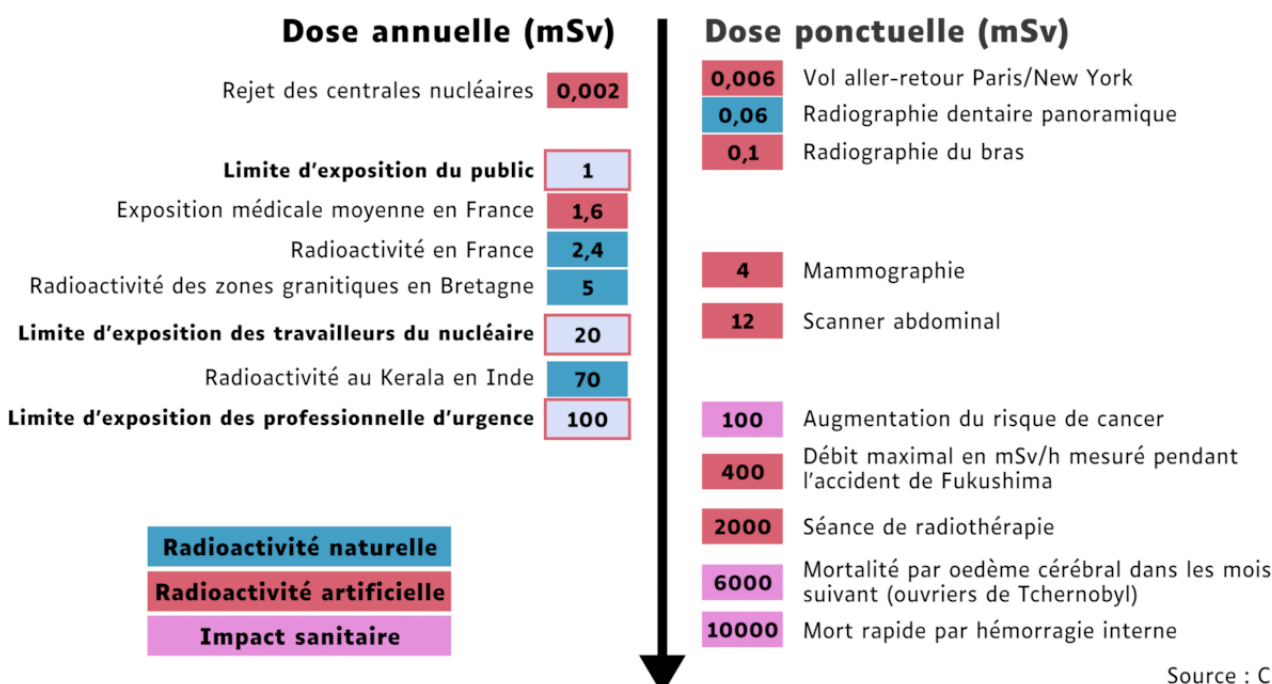 Dose annuelle (mSv)
Rejet des centrales nucléaires 0,002
Limite d'exposition du public 1
Exposition médicale moyenne en France 1,6
Radioactivité en France 2,4
Radioactivité des zones granitiques en Bretagne 5
Limite d'exposition des travailleurs du nucléaire 20
Radioactivité au Kerala en Inde 70
Limite d'exposition des professionnelle d'urgence 100
Radioactivité naturelle
Radioactivité artificielle
Impact sanitaire
Dose ponctuelle (mSv)
0,006 Vol aller-retour Paris/New York
0,06 Radiographie dentaire panoramique
0,1 Radiographie du bras
4 Mammographie
12 Scanner abdominal
100 Augmentation du risque de cancer
400 Débit maximal en mSv/h mesuré pendant
l'accident de Fukushima
2000 Séance de radiothérapie
6000 Mortalité par oedème cérébral dans les mois
suivant (ouvriers de Tchernobyl)
10000 Mort rapide par hémorragie interne
Source : C